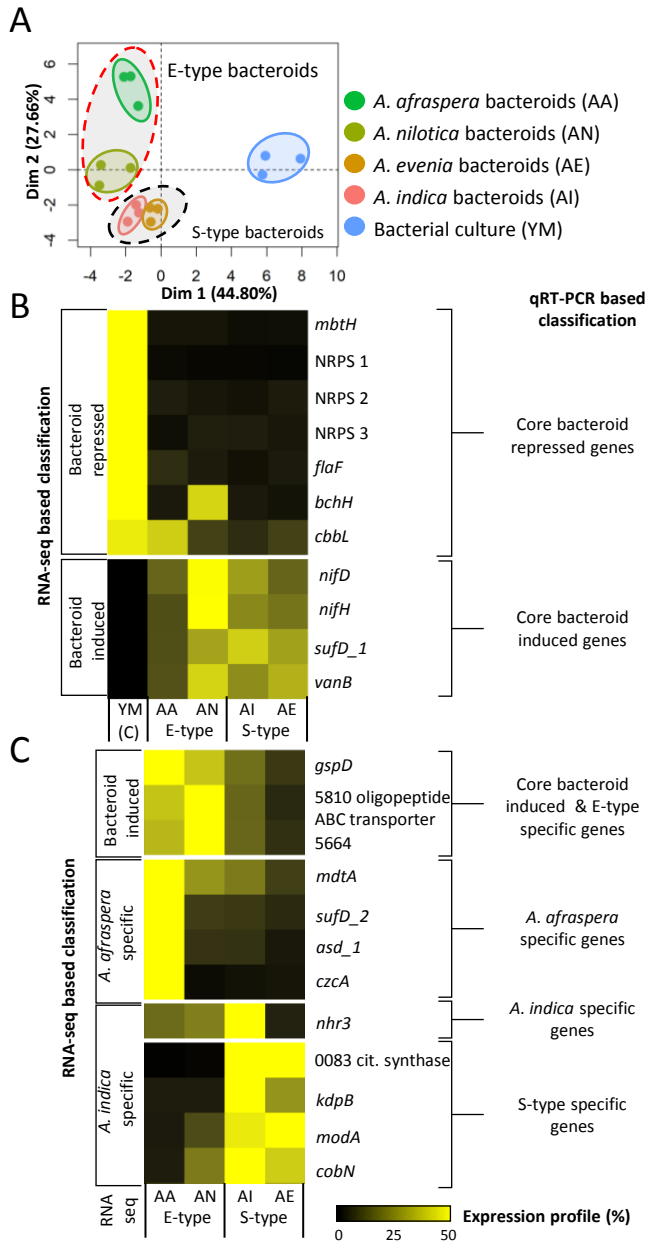 A
6
4
2
0
-2
-4
Dim 2 (27.66%)
E-type bacteroids
S-type bacteroids
-4 -2 0 2 4 6 8 10
Dim 1 (44.80%)
A. afraspera bacteroids (AA)
A. nilotica bacteroids (AN)
A. evenia bacteroids (AE)
A. indica bacteroids (AI)
Bacterial culture (YM)
B
qRT-PCR based
classification
RNA-seq based classification
Bacteroid
repressed
mbtH
NRPS 1
NRPS 2
NRPS 3
flaF
bchH
cbbL
Core bacteroid
repressed genes
Bacteroid
induced
nifD
nifH
sufD_1
vanB
Core bacteroid
induced genes
YM AA AN AI AE
(C) E-type S-type
C
RNA-seq based classification
Bacteroid
induced
gspD
5810 oligopeptide
ABC transporter
5664
Core bacteroid
induced & E-type
specific genes
A. afraspera
specific
mdtA
sufD_2
asd_1
czcA
A. afraspera
specific genes
A. indica
specific
nhr3
A. indica specific
genes
0083 cit. synthase
kdpB
modA
cobN
S-type specific
genes
RNA
seq
AA AN AI AE
E-type S-type
Expression profile (%)
0 25 50